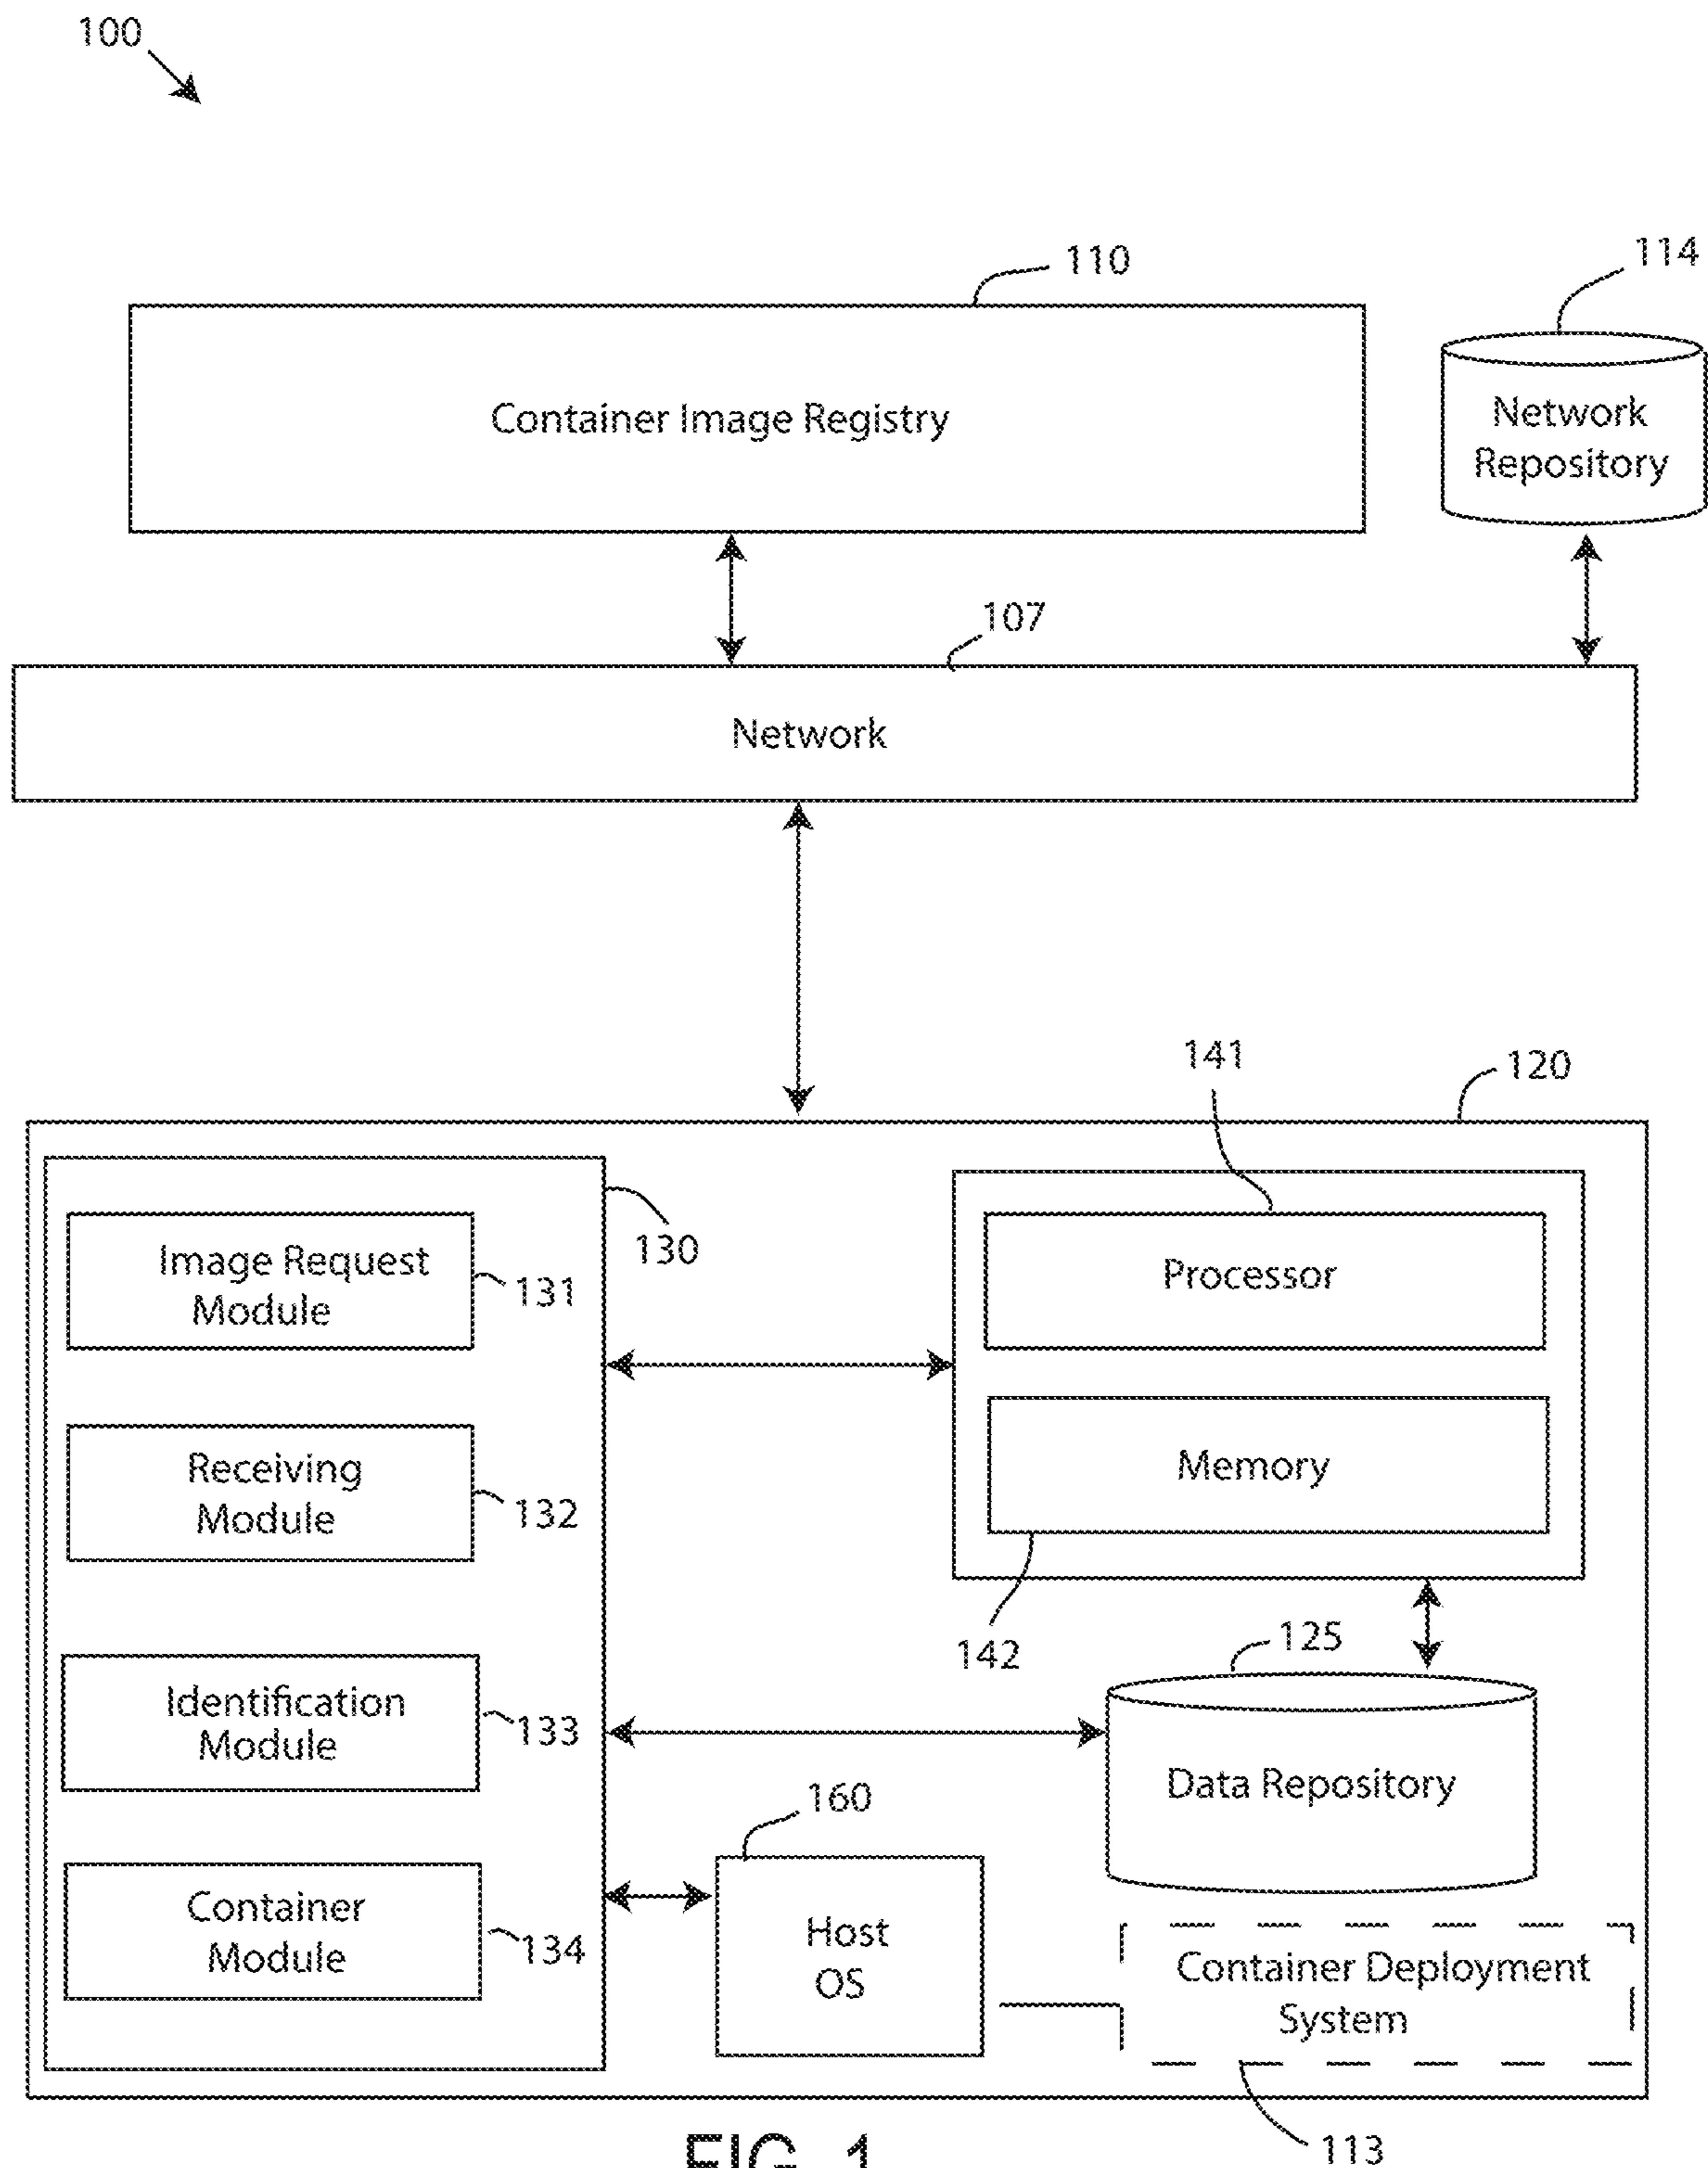 100
110
114
Container Image Registry
Network
Repository
107
Network
141
120
130
Image Request
Module
131
Processor
Receiving
Module
132
Memory
142
125
Identification
Module
133
Data Repository
160
Container
Module
134
Host
OS
Container Deployment
System
113
FIG. 1